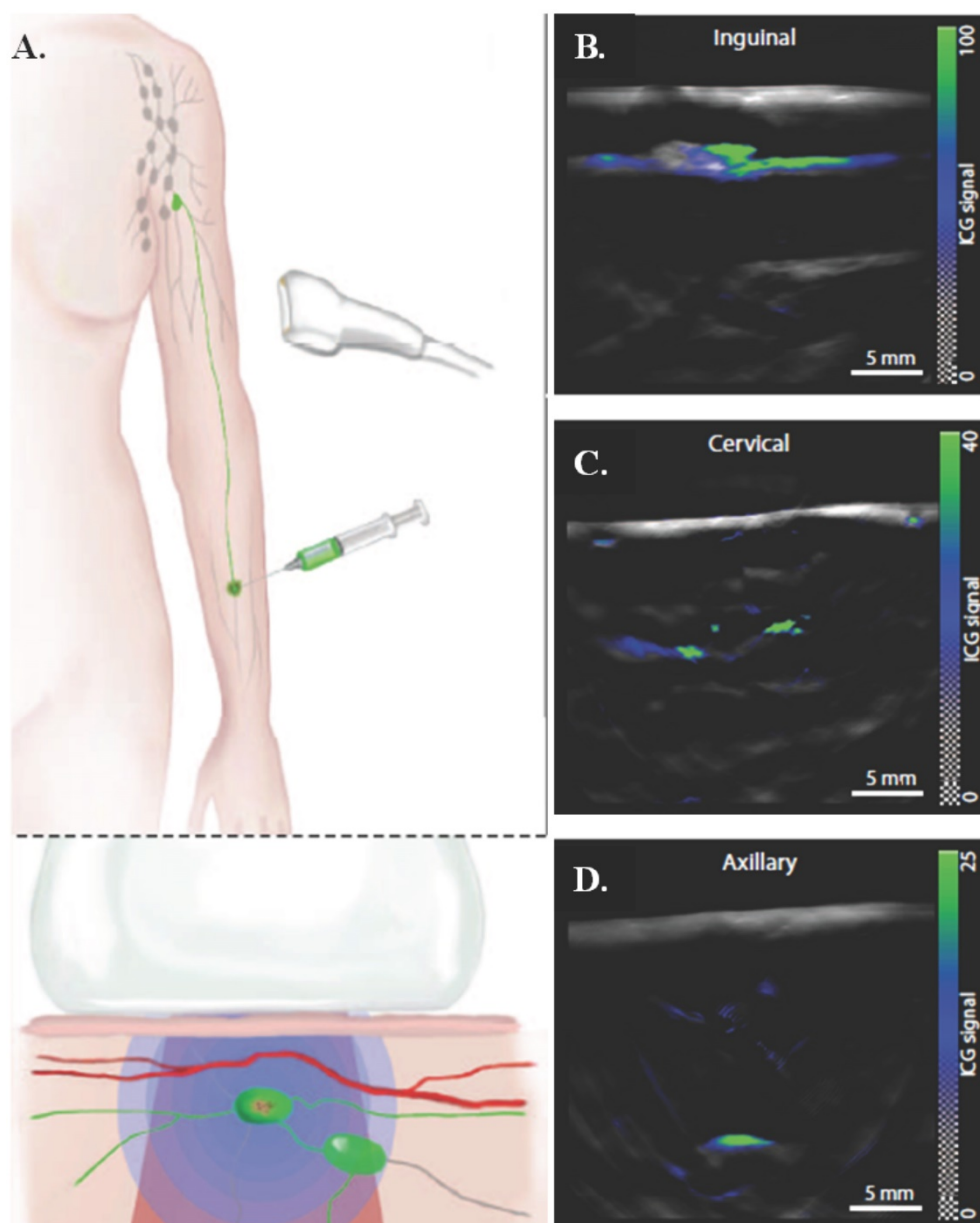 A.
B.
Inguinal
100
ICG signal
0
5 mm
C.
Cervical
40
ICG signal
0
5 mm
D.
Axillary
25
ICG signal
0
5 mm